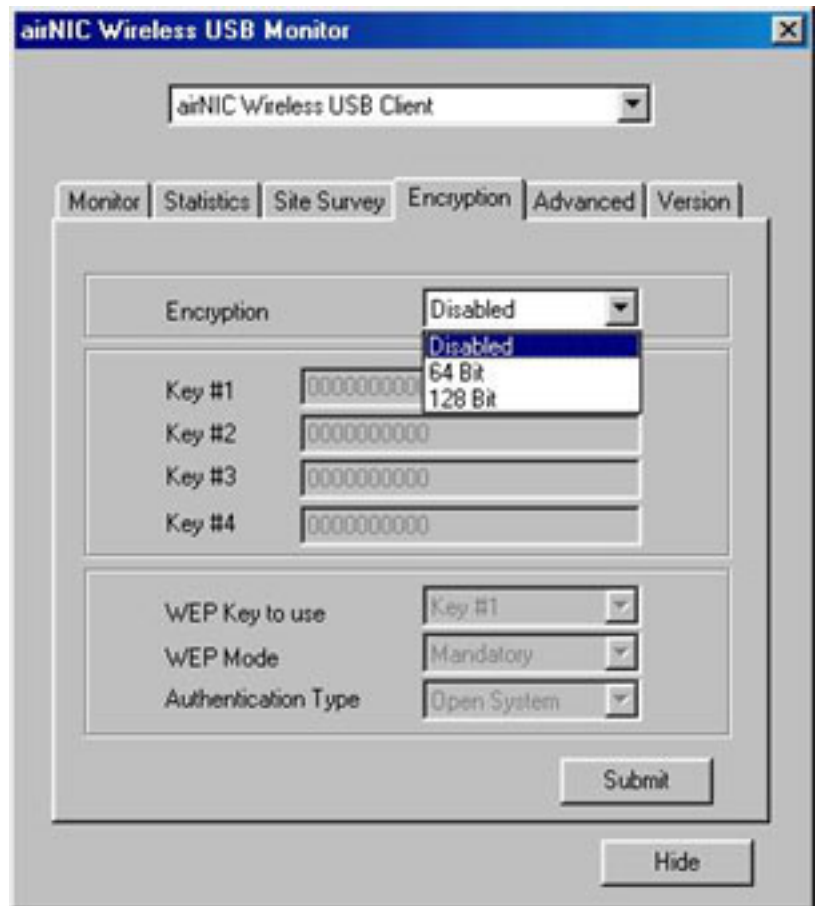 airNIC Wireless USB Monitor
airNIC Wireless USB Client
Monitor Statistics Site Survey Encryption Advanced Version
Encryption Disabled
Disabled
64 Bit
128 Bit
Key #1 0000000000
Key #2 0000000000
Key #3 0000000000
Key #4 0000000000
WEP Key to use Key #1
WEP Mode Mandatory
Authentication Type Open System
Submit
Hide